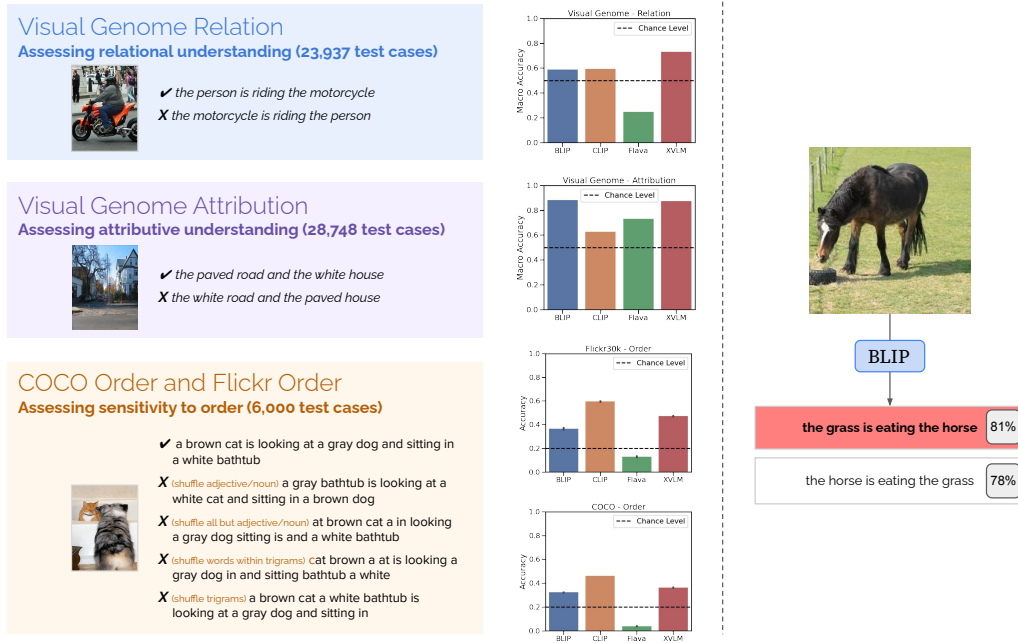 Visual Genome Relation
Assessing relational understanding (23,937 test cases)
✔ the person is riding the motorcycle
X the motorcycle is riding the person
Visual Genome Attribution
Assessing attributive understanding (28,748 test cases)
✔ the paved road and the white house
X the white road and the paved house
COCO Order and Flickr Order
Assessing sensitivity to order (6,000 test cases)
✔ a brown cat is looking at a gray dog and sitting in
a white bathtub
X (shuffle adjective/noun) a gray bathtub is looking at a
white cat and sitting in a brown dog
X (shuffle all but adjective/noun) at brown cat a in looking
a gray dog sitting is and a white bathtub
X (shuffle words within trigrams) cat brown a at is looking a
gray dog in and sitting bathtub a white
X (shuffle trigrams) a brown cat a white bathtub is
looking at a gray dog and sitting in
Visual Genome - Relation
Chance Level
Macro Accuracy
1.0
0.8
0.6
0.4
0.2
0.0
BLIP CLIP Flava XVLM
Visual Genome - Attribution
Chance Level
Macro Accuracy
1.0
0.8
0.6
0.4
0.2
0.0
BLIP CLIP Flava XVLM
Flickr30k - Order
Chance Level
Accuracy
1.0
0.8
0.6
0.4
0.2
0.0
BLIP CLIP Flava XVLM
COCO - Order
Chance Level
Accuracy
1.0
0.8
0.6
0.4
0.2
0.0
BLIP CLIP Flava XVLM
BLIP
the grass is eating the horse 81%
the horse is eating the grass 78%